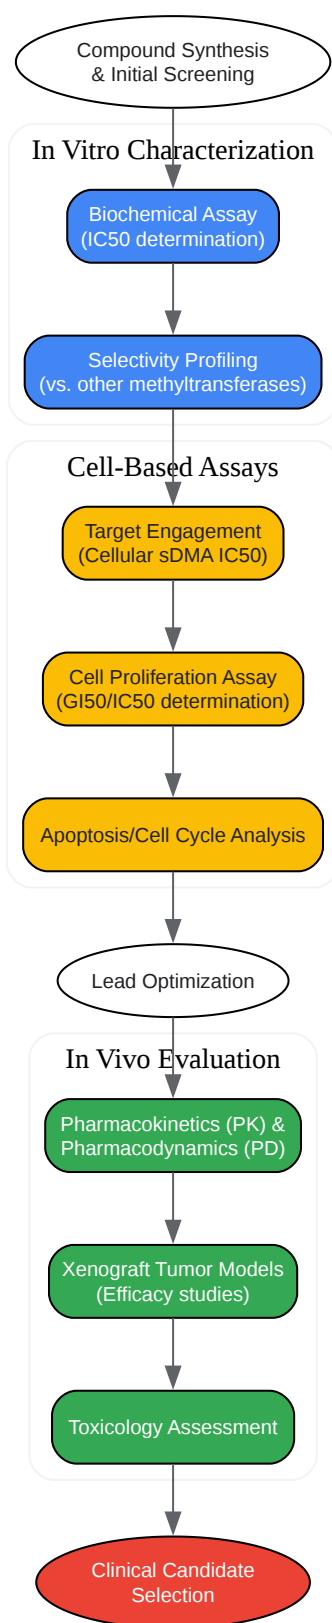 Compound Synthesis
& Initial Screening
In Vitro Characterization
Biochemical Assay
(IC50 determination)
Selectivity Profiling
(vs. other methyltransferases)
Cell-Based Assays
Target Engagement
(Cellular sDMA IC50)
Cell Proliferation Assay
(GI50/IC50 determination)
Apoptosis/Cell Cycle Analysis
Lead Optimization
In Vivo Evaluation
Pharmacokinetics (PK) &
Pharmacodynamics (PD)
Xenograft Tumor Models
(Efficacy studies)
Toxicology Assessment
Clinical Candidate
Selection